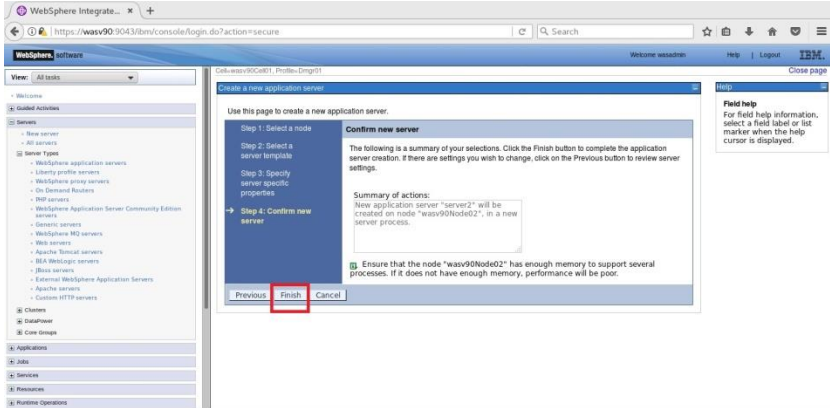 WebSphere Integrate... × +
https://wasv90:9043/ibm/console/login.do?action=secure
Search
WebSphere. software
Welcome wasadmin
Help | Logout
IBM.
Cell=wasv90Cell01, Profile=Dmgr01
Close page
View: All tasks
Welcome
Guided Activities
Servers
New server
All servers
Server Types
WebSphere application servers
Liberty profile servers
WebSphere proxy servers
On Demand Routers
PHP servers
WebSphere Application Server Community Edition
servers
Generic servers
WebSphere MQ servers
Web servers
Apache Tomcat servers
BEA WebLogic servers
JBoss servers
External WebSphere Application Servers
Apache servers
Custom HTTP servers
Clusters
DataPower
Core Groups
Applications
Jobs
Services
Resources
Runtime Operations
Create a new application server
Use this page to create a new application server.
Step 1: Select a node
Step 2: Select a
server template
Step 3: Specify
server specific
properties
Step 4: Confirm new
server
Confirm new server
The following is a summary of your selections. Click the Finish button to complete the application
server creation. If there are settings you wish to change, click on the Previous button to review server
settings.
Summary of actions:
New application server "server2" will be
created on node "wasv90Node02", in a new
server process.
Ensure that the node "wasv90Node02" has enough memory to support several
processes. If it does not have enough memory, performance will be poor.
Previous Finish Cancel
Help
Field help
For field help information,
select a field label or list
marker when the help
cursor is displayed.